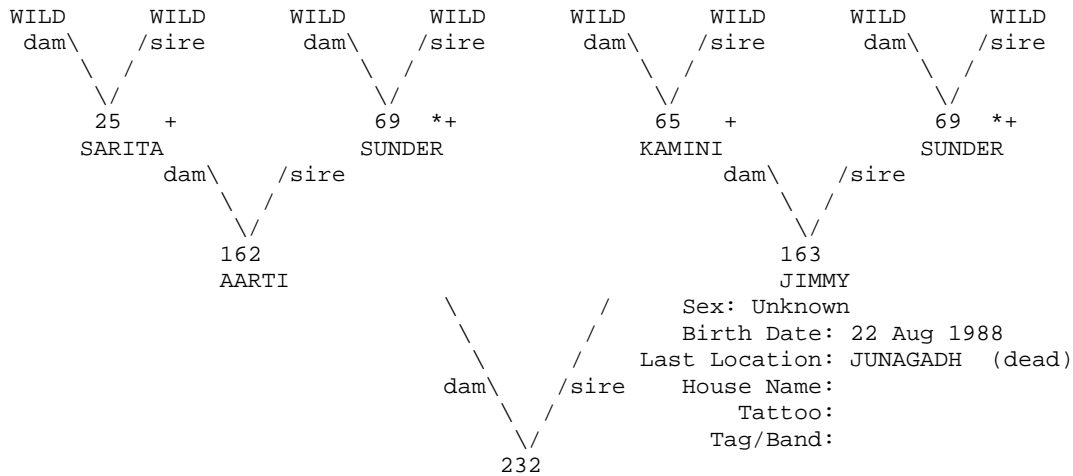 WILD WILD WILD WILD WILD WILD WILD WILD
dam\ /sire dam\ /sire dam\ /sire dam\ /sire
\ / \ / \ / \ /
\ / \ / \ / \ /
\/ \/ \/ \/
25 + 69 *+ 65 + 69 *+
SARITA SUNDER KAMINI SUNDER
dam\ /sire dam\ /sire
\ / \ /
\ / \ /
\/ \/
162 163
AARTI JIMMY
\ / Sex: Unknown
\ / Birth Date: 22 Aug 1988
\ / Last Location: JUNAGADH (dead)
dam\ /sire House Name:
\ / Tattoo:
\/ Tag/Band:
232